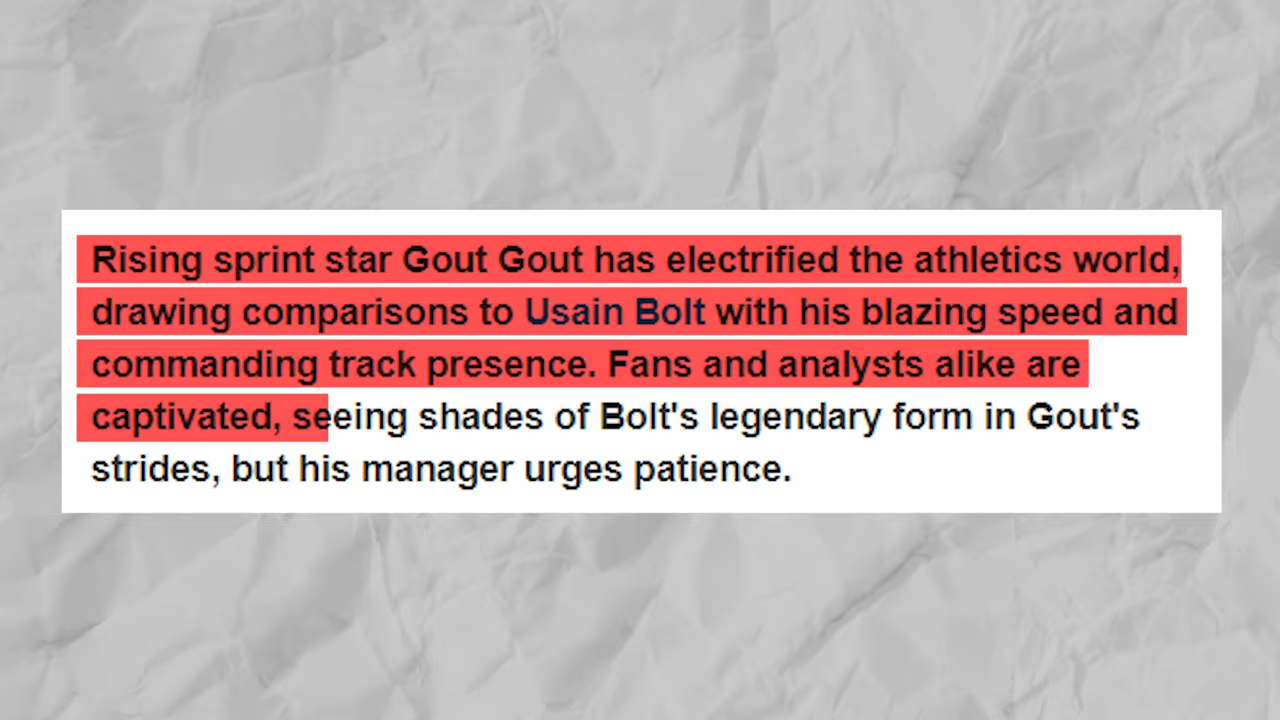 Rising sprint star Gout Gout has electrified the athletics world,
drawing comparisons to Usain Bolt with his blazing speed and
commanding track presence. Fans and analysts alike are
captivated, seeing shades of Bolt's legendary form in Gout's
strides, but his manager urges patience.